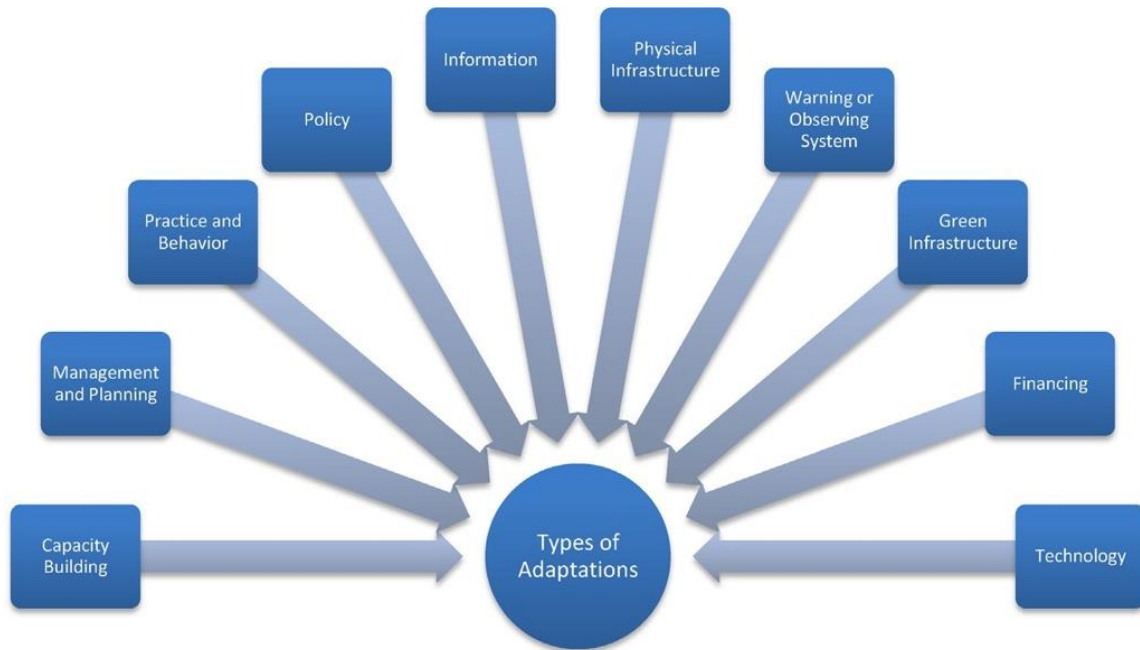 Capacity
Building
Management
and Planning
Practice and
Behavior
Policy
Information
Physical
Infrastructure
Warning or
Observing
System
Green
Infrastructure
Financing
Technology
Types of
Adaptations